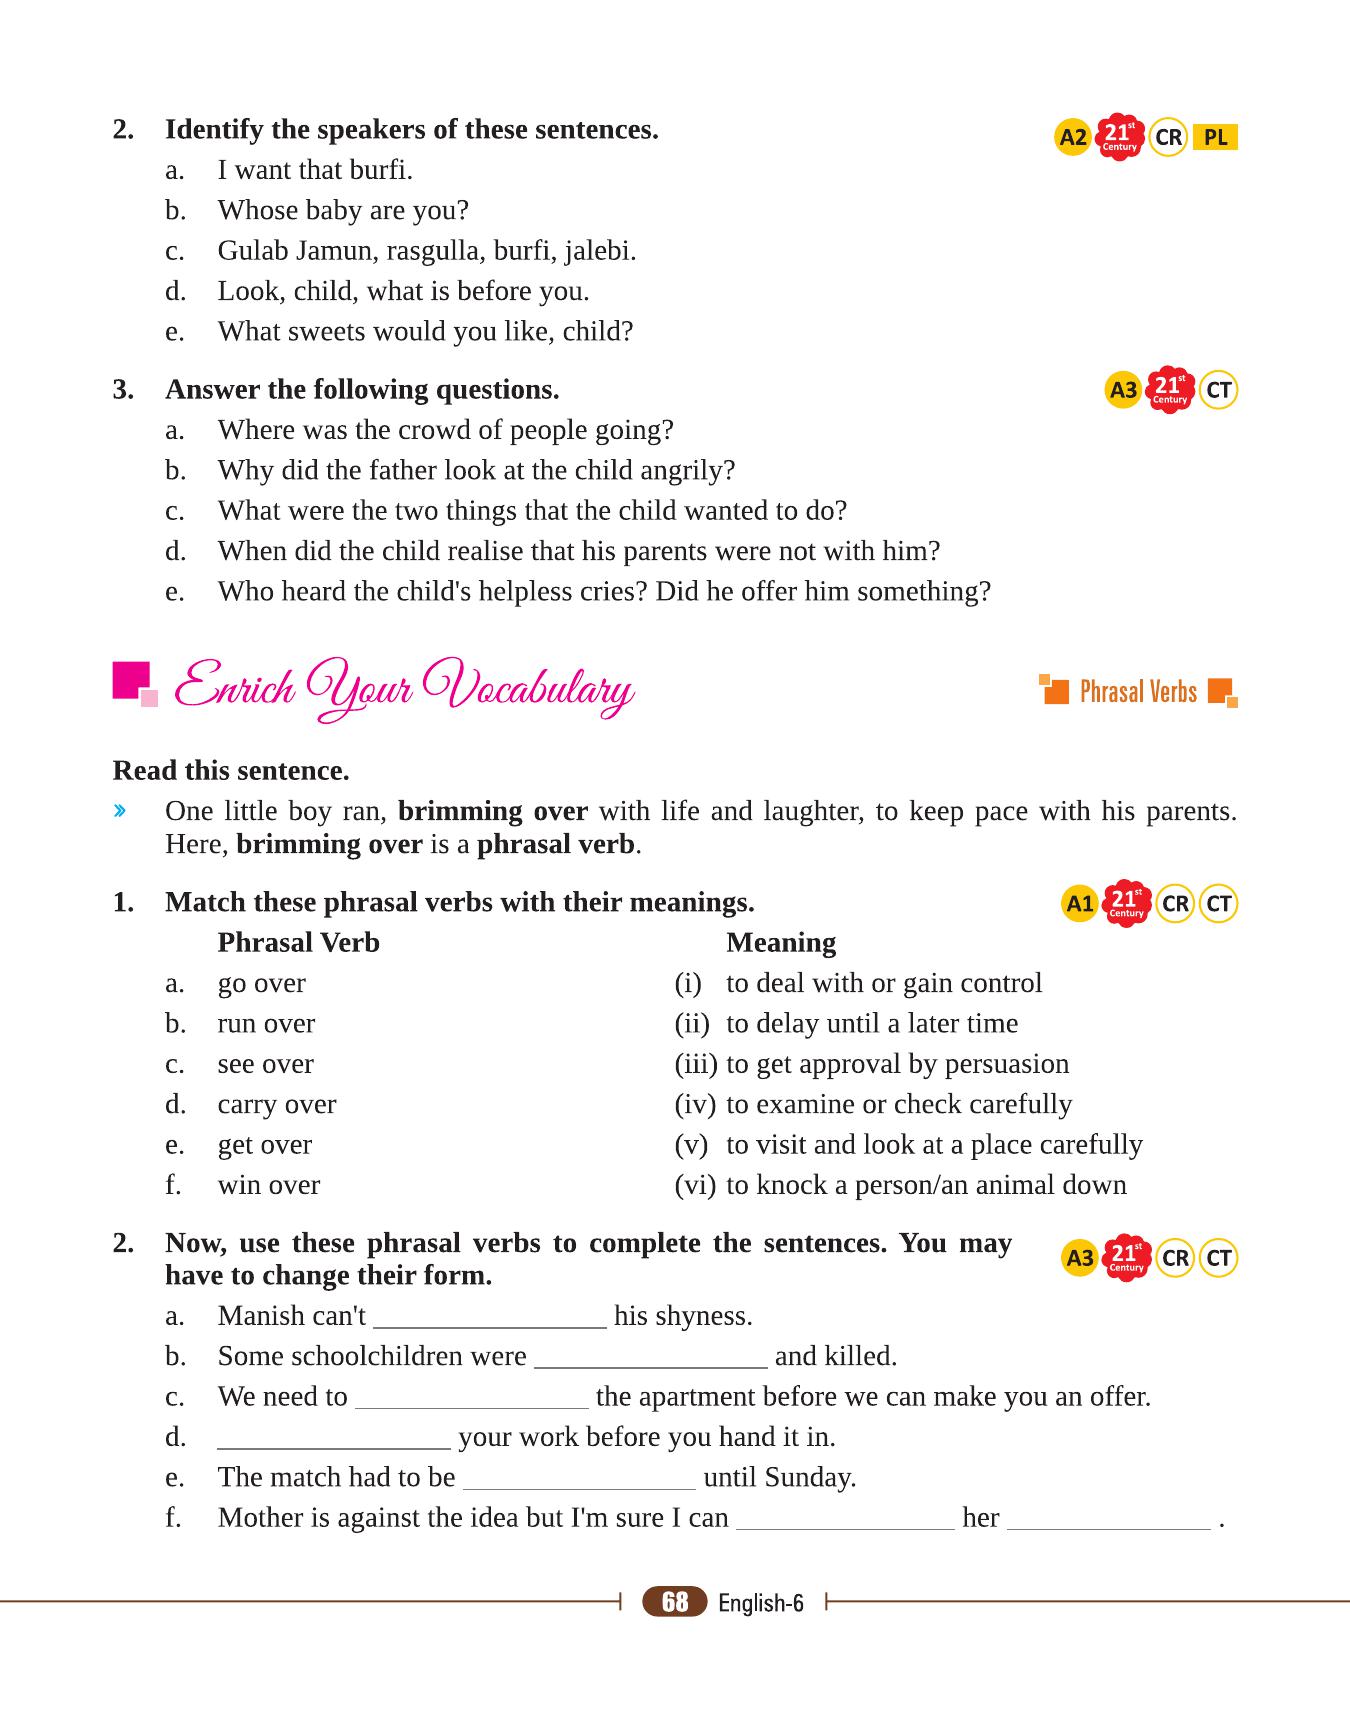 2. Identify the speakers of these sentences. A2 21st Century CR PL
a. I want that burfi.
b. Whose baby are you?
c. Gulab Jamun, rasgulla, burfi, jalebi.
d. Look, child, what is before you.
e. What sweets would you like, child?
3. Answer the following questions. A3 21st Century CT
a. Where was the crowd of people going?
b. Why did the father look at the child angrily?
c. What were the two things that the child wanted to do?
d. When did the child realise that his parents were not with him?
e. Who heard the child's helpless cries? Did he offer him something?
Enrich Your Vocabulary Phrasal Verbs
Read this sentence.
» One little boy ran, brimming over with life and laughter, to keep pace with his parents.
Here, brimming over is a phrasal verb.
1. Match these phrasal verbs with their meanings. A1 21st Century CR CT
Phrasal Verb Meaning
a. go over (i) to deal with or gain control
b. run over (ii) to delay until a later time
c. see over (iii) to get approval by persuasion
d. carry over (iv) to examine or check carefully
e. get over (v) to visit and look at a place carefully
f. win over (vi) to knock a person/an animal down
2. Now, use these phrasal verbs to complete the sentences. You may A3 21st Century CR CT
have to change their form.
a. Manish can't ________________ his shyness.
b. Some schoolchildren were ________________ and killed.
c. We need to ________________ the apartment before we can make you an offer.
d. ________________ your work before you hand it in.
e. The match had to be ________________ until Sunday.
f. Mother is against the idea but I'm sure I can _______________ her ______________ .
68 English-6